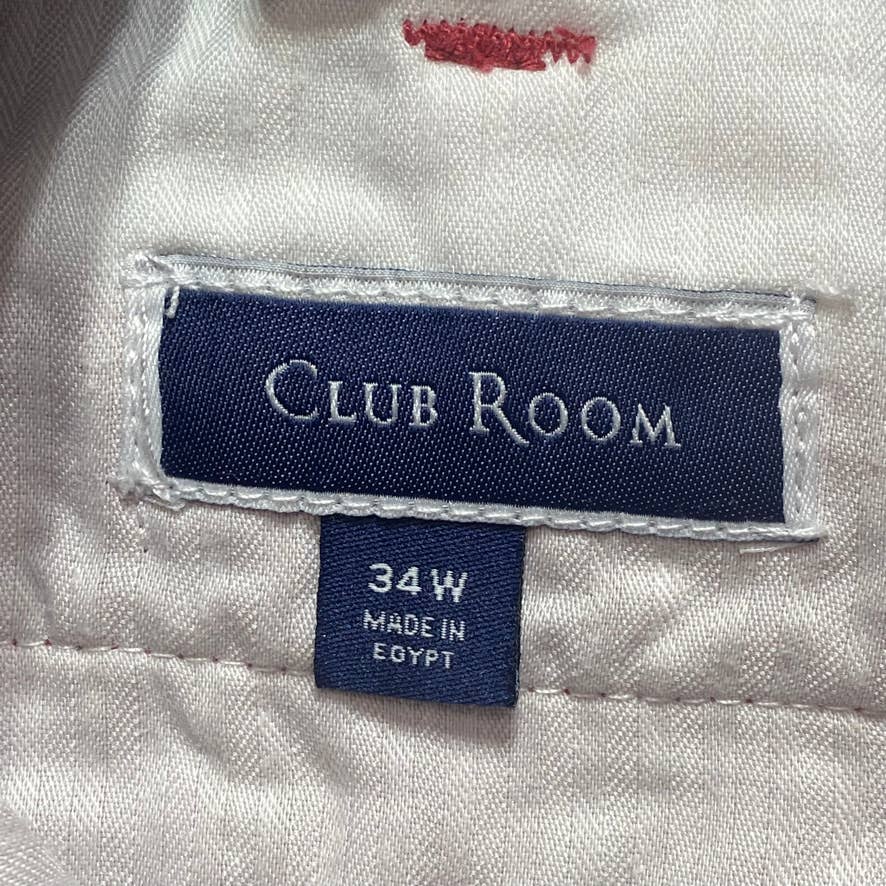 CLUB ROOM
34W
MADE IN
EGYPT